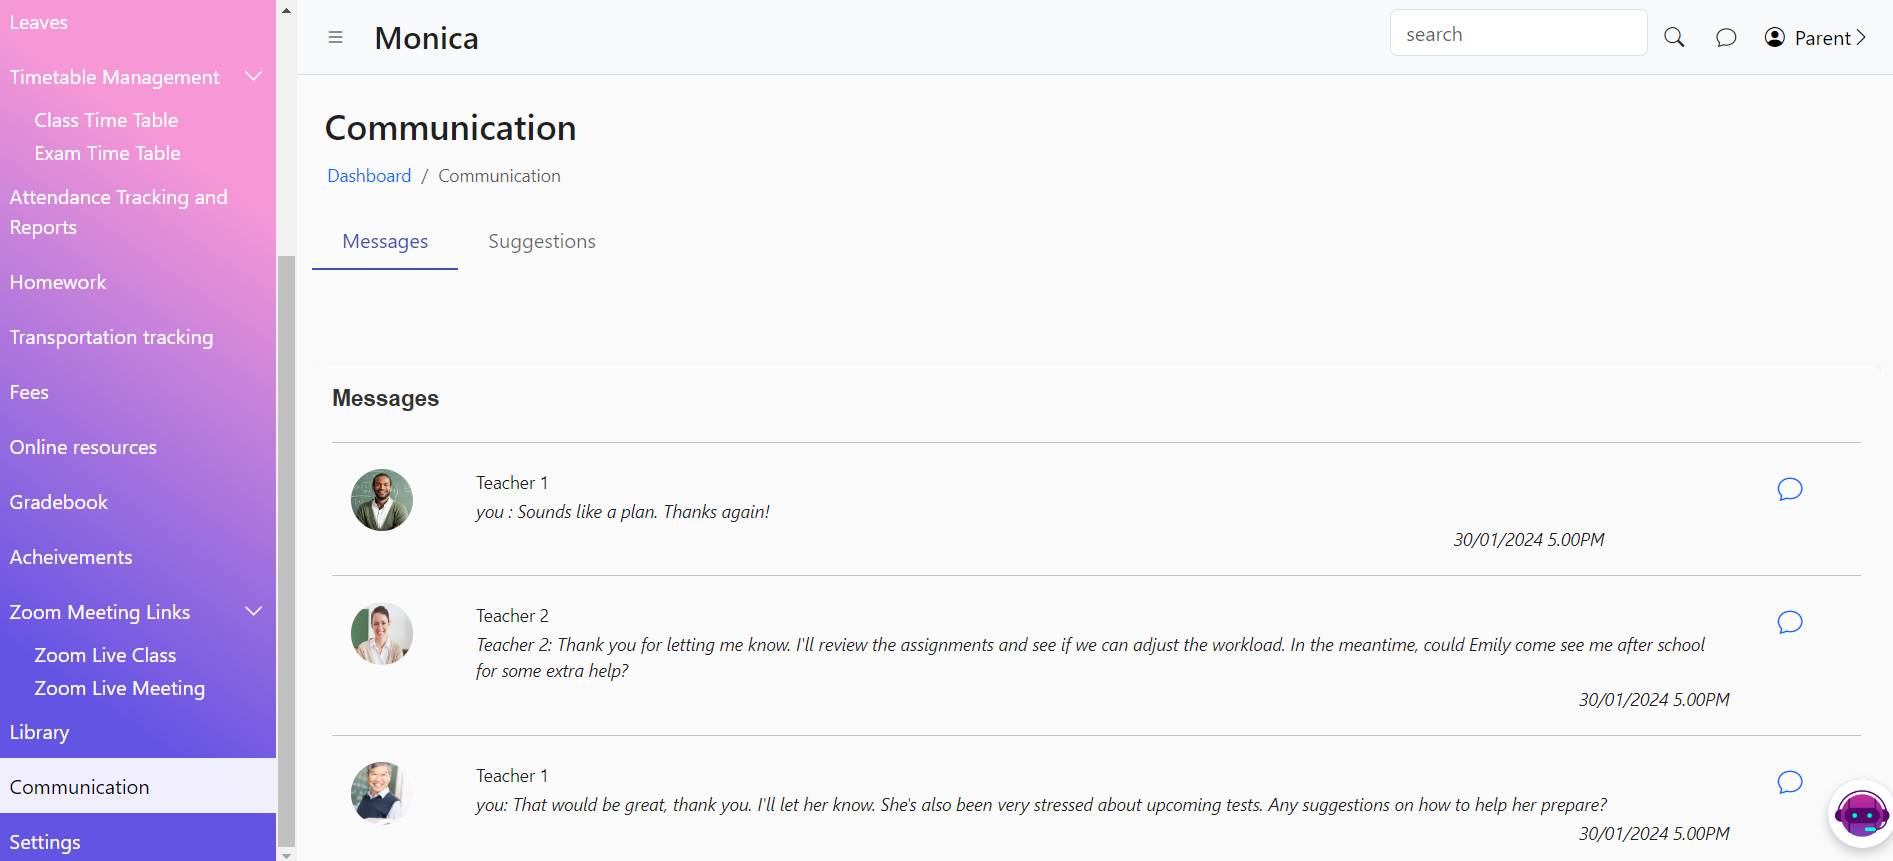 Leaves
Timetable Management
Class Time Table
Exam Time Table
Attendance Tracking and
Reports
Homework
Transportation tracking
Fees
Online resources
Gradebook
Acheivements
Zoom Meeting Links
Zoom Live Class
Zoom Live Meeting
Library
Communication
Settings
Monica
search
Parent
Communication
Dashboard / Communication
Messages
Suggestions
Messages
Teacher 1
you : Sounds like a plan. Thanks again!
30/01/2024 5.00PM
Teacher 2
Teacher 2: Thank you for letting me know. I'll review the assignments and see if we can adjust the workload. In the meantime, could Emily come see me after school
for some extra help?
30/01/2024 5.00PM
Teacher 1
you: That would be great, thank you. I'll let her know. She's also been very stressed about upcoming tests. Any suggestions on how to help her prepare?
30/01/2024 5.00PM